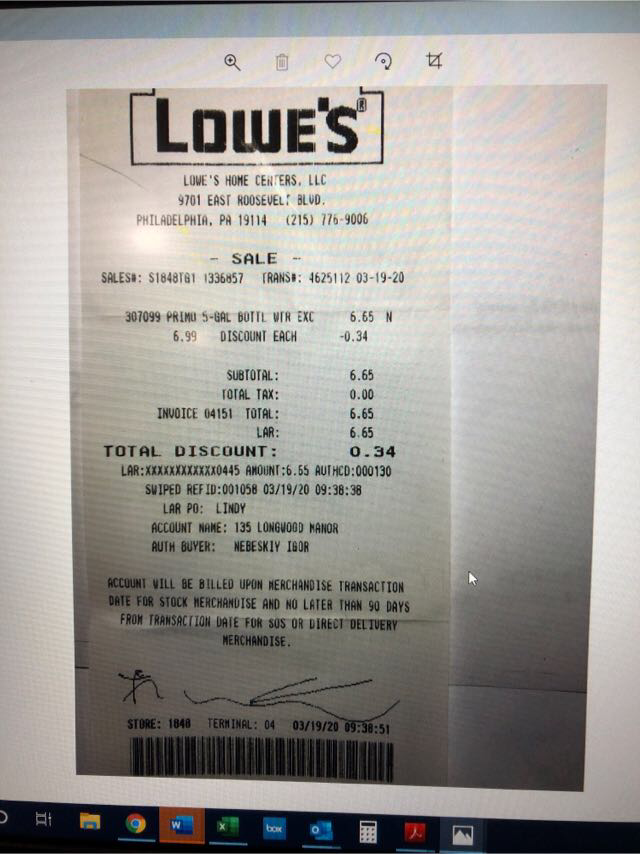 LOWE'S®
LOWE'S HOME CENTERS, LLC
9701 EAST ROOSEVELT BLVD.
PHILADELPHIA, PA 19114 (215) 776-9006
- SALE -
SALES#: S1848TG1 1336857 TRANS#: 4625112 03-19-20
307099 PRIMO 5-GAL BOTTL WTR EXC 6.65 N
6.99 DISCOUNT EACH -0.34
SUBTOTAL: 6.65
TOTAL TAX: 0.00
INVOICE 04151 TOTAL: 6.65
LAR: 6.65
TOTAL DISCOUNT: 0.34
LAR:XXXXXXXXXXXX0445 AMOUNT:6.65 AUTHCD:000130
SWIPED REFID:001058 03/19/20 09:38:38
LAR PO: LINDY
ACCOUNT NAME: 135 LONGWOOD MANOR
AUTH BUYER: NEBESKIY IGOR
ACCOUNT WILL BE BILLED UPON MERCHANDISE TRANSACTION
DATE FOR STOCK MERCHANDISE AND NO LATER THAN 90 DAYS
FROM TRANSACTION DATE FOR SOS OR DIRECT DELIVERY
MERCHANDISE.
STORE: 1848 TERMINAL: 04 03/19/20 09:38:51
W
X
box